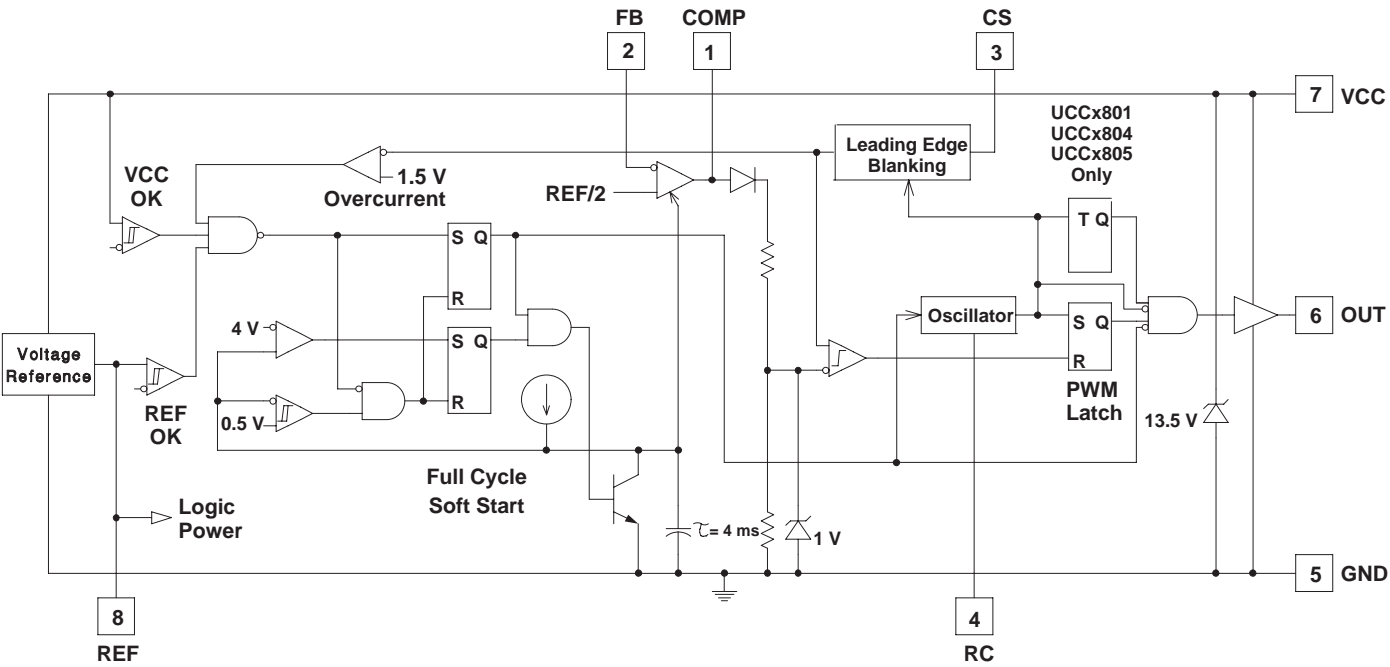 FB
COMP
CS
2
1
3
7
VCC
UCCx801
UCCx804
UCCx805
Only
Leading Edge
Blanking
VCC
OK
1.5 V
Overcurrent
REF/2
S Q
R
T Q
4 V
S Q
R
Oscillator
S Q
R
6
OUT
Voltage
Reference
REF
OK
0.5 V
PWM
Latch
13.5 V
Full Cycle
Soft Start
Logic
Power
τ= 4 ms
1 V
5
GND
8
4
REF
RC